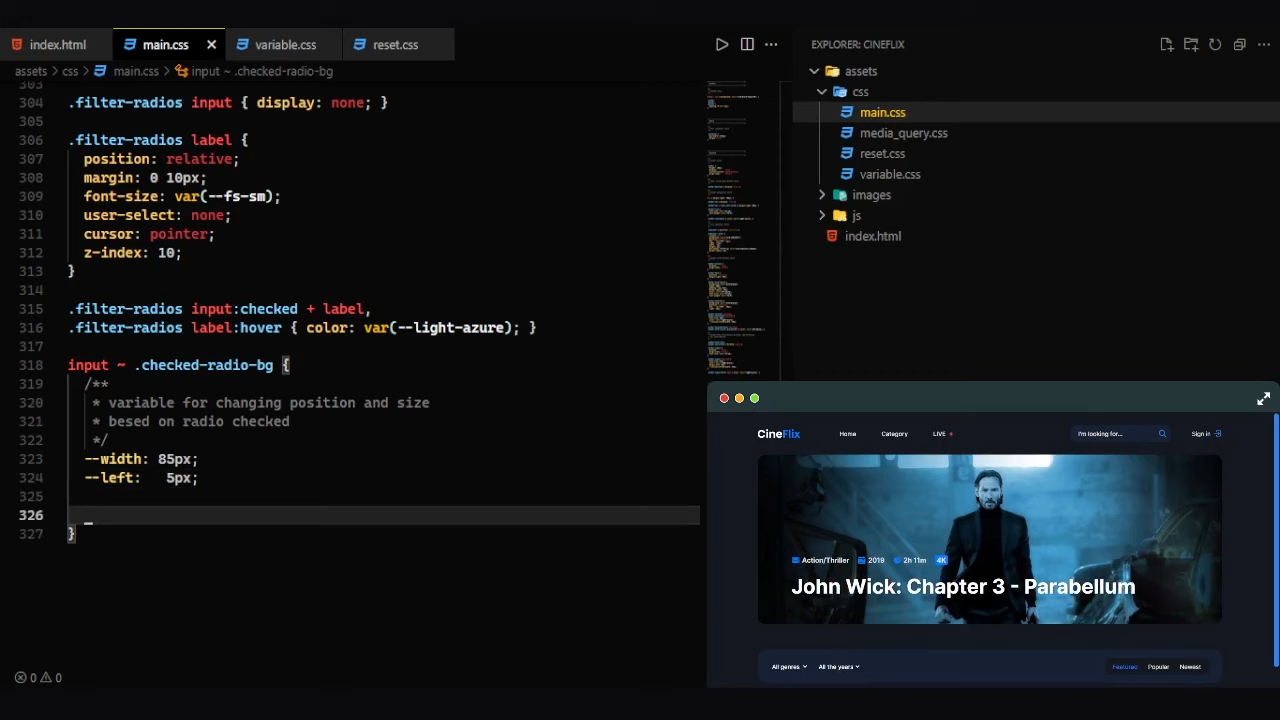 index.html
main.css
variable.css
reset.css
EXPLORER: CINEFLIX
assets > css > main.css > input ~ .checked-radio-bg
303
304 .filter-radios input { display: none; }
305
306 .filter-radios label {
307 position: relative;
308 margin: 0 10px;
309 font-size: var(--fs-sm);
310 user-select: none;
311 cursor: pointer;
312 z-index: 10;
313 }
314
315 .filter-radios input:checked + label,
316 .filter-radios label:hover { color: var(--light-azure); }
317
318 input ~ .checked-radio-bg {
319 /**
320 * variable for changing position and size
321 * besed on radio checked
322 */
323 --width: 85px;
324 --left: 5px;
325
326
327 }
0 0
assets
css
main.css
media_query.css
reset.css
variable.css
images
js
index.html
CineFlix
Home
Category
LIVE
I'm looking for...
Sign in
Action/Thriller
2019
2h 11m
4K
John Wick: Chapter 3 - Parabellum
All genres
All the years
Featured
Popular
Newest